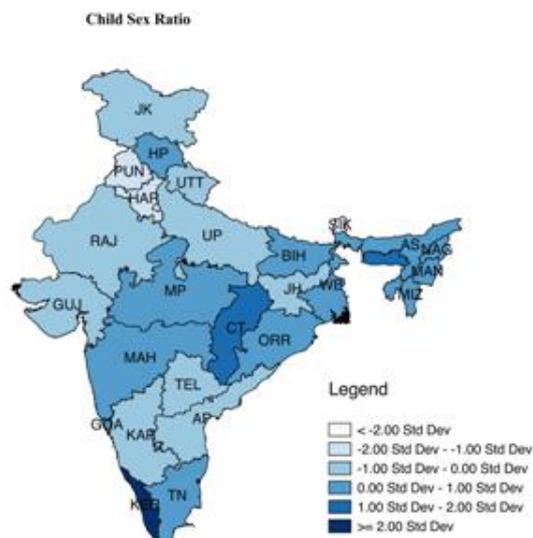 Child Sex Ratio
JK
HP
PUN
UTT
HAR
RAJ
UP
SIK
AS
NAG
BIH
MAN
GUJ
MP
JH
WB
MIZ
CT
ORR
MAH
TEL
GOA
KAR
AP
KER
TN
Legend
< -2.00 Std Dev
-2.00 Std Dev - -1.00 Std Dev
-1.00 Std Dev - 0.00 Std Dev
0.00 Std Dev - 1.00 Std Dev
1.00 Std Dev - 2.00 Std Dev
>= 2.00 Std Dev